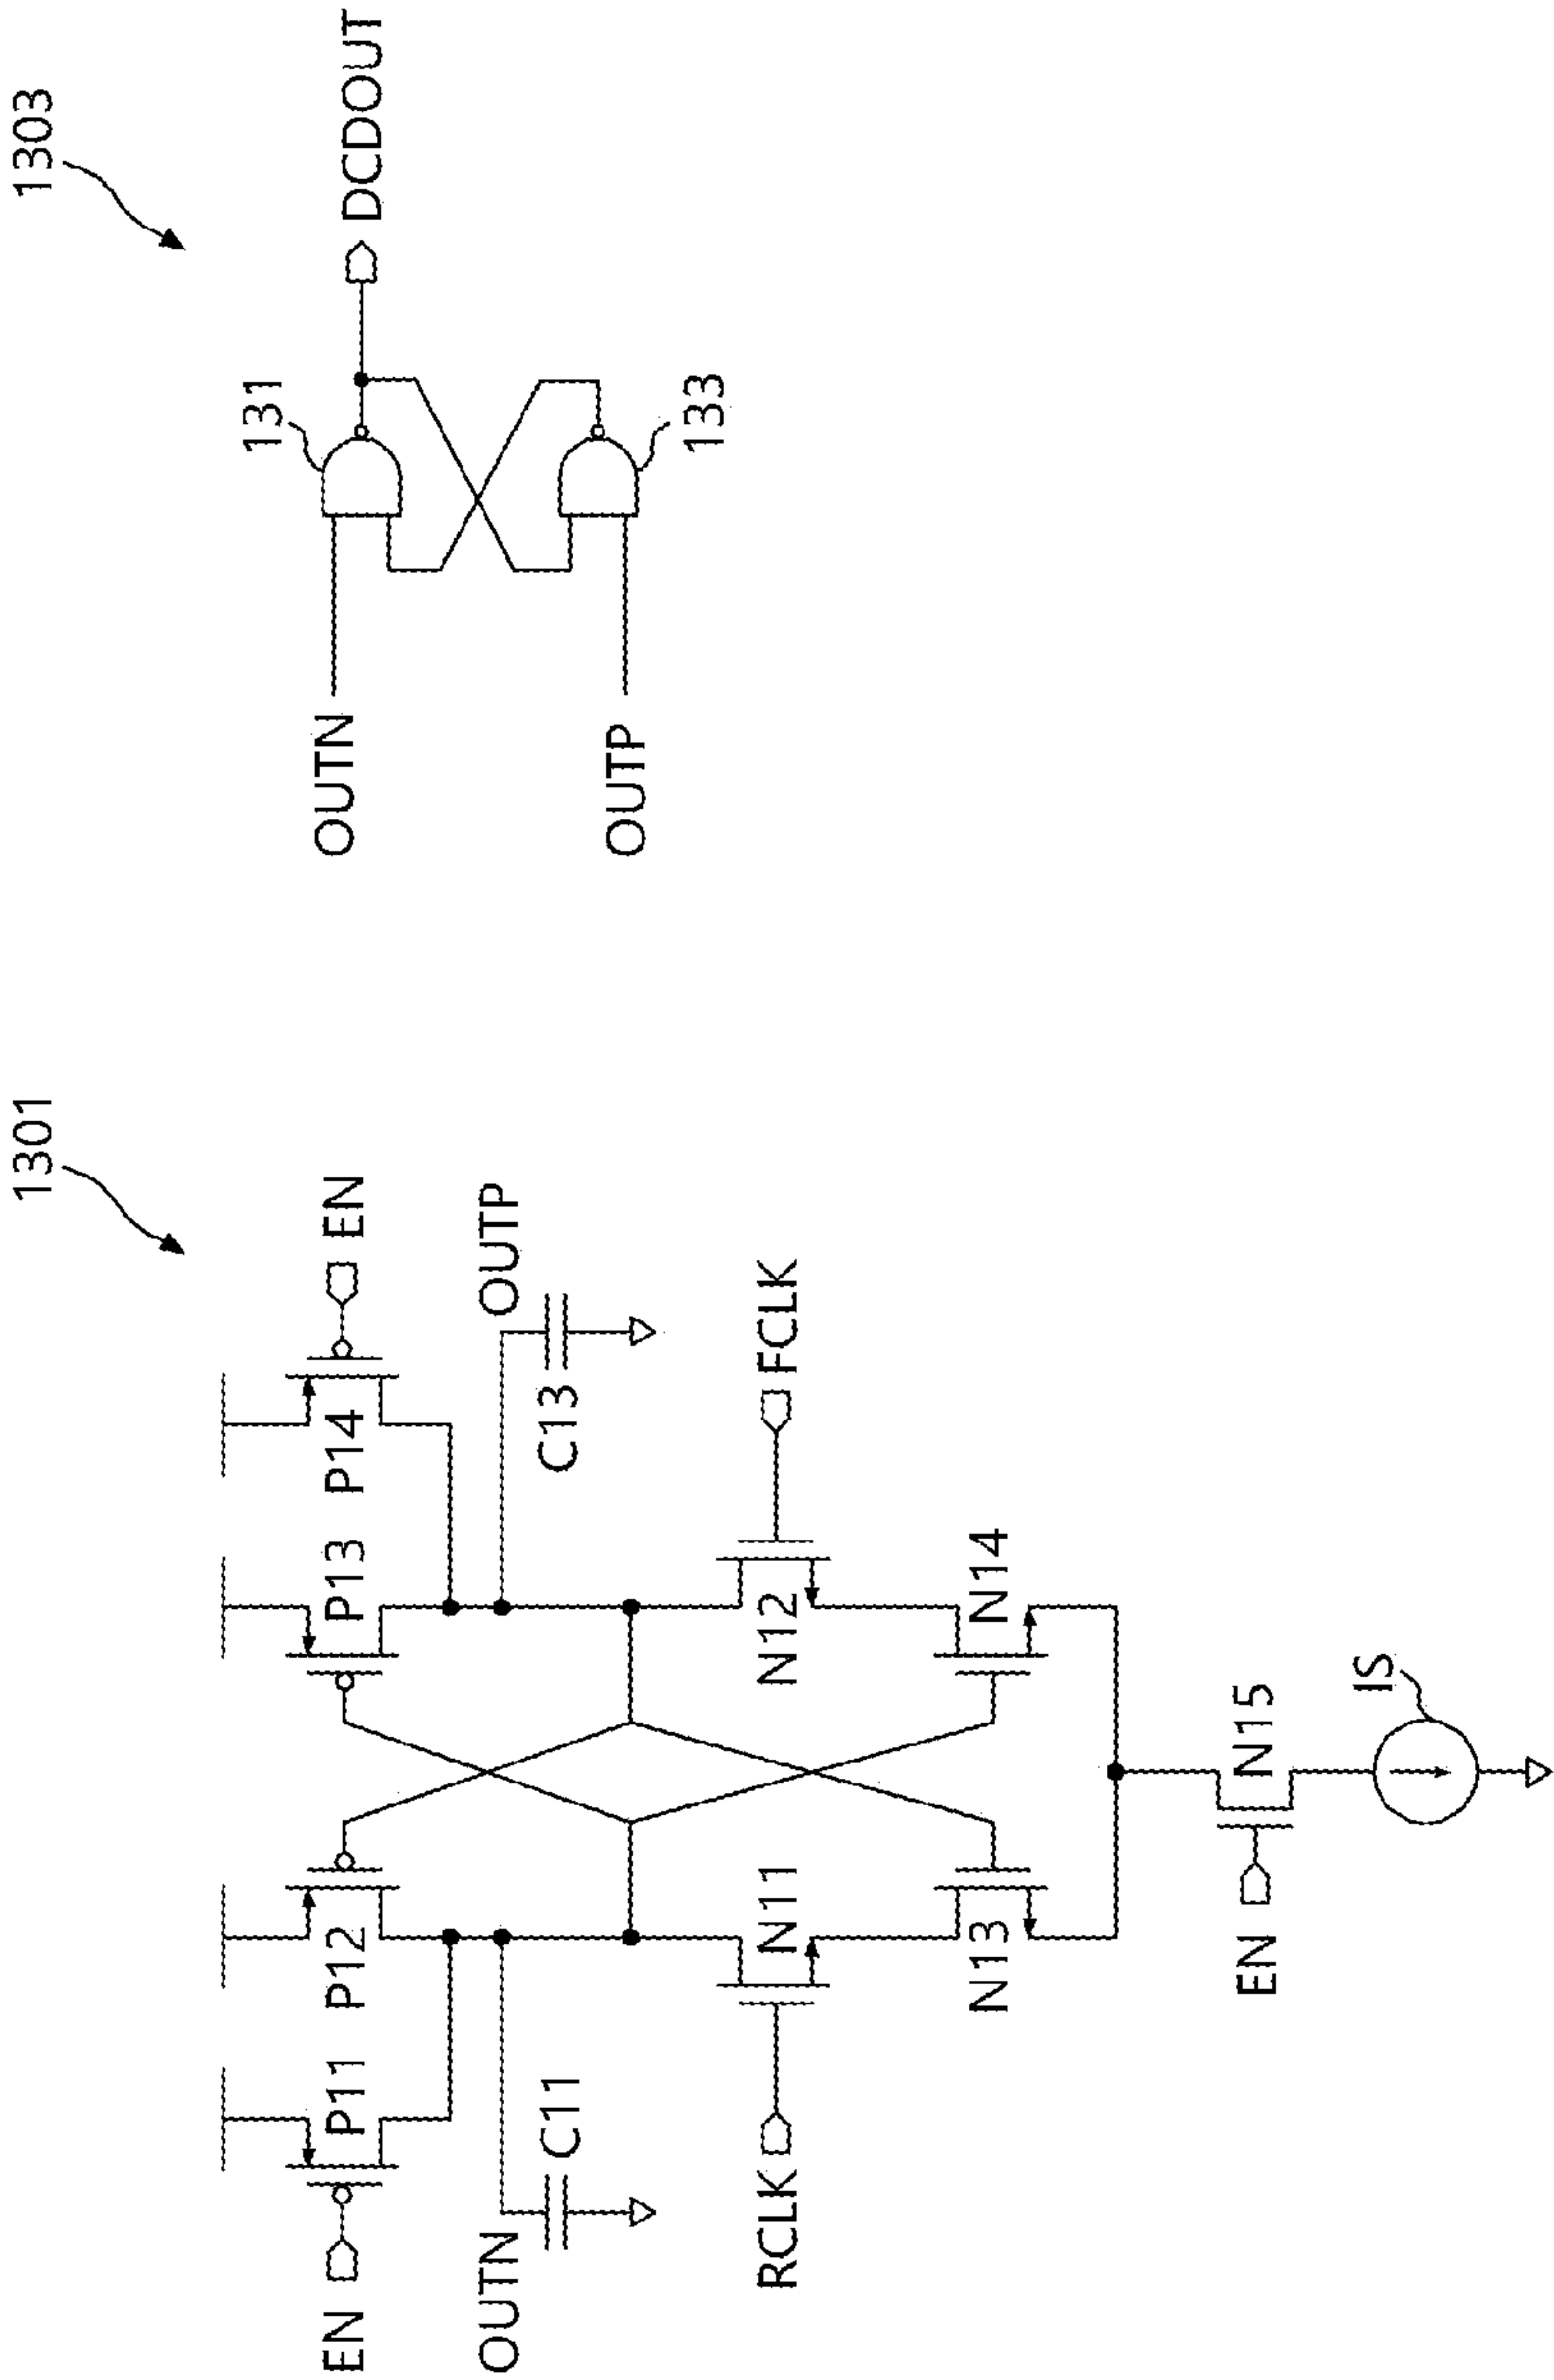 1301
1303
EN
P11
P12
P13
P14
EN
OUTN
C11
C13
OUTP
RCLK
N11
N12
FCLK
N13
N14
EN
N15
IS
131
OUTN
DCDOUT
OUTP
133